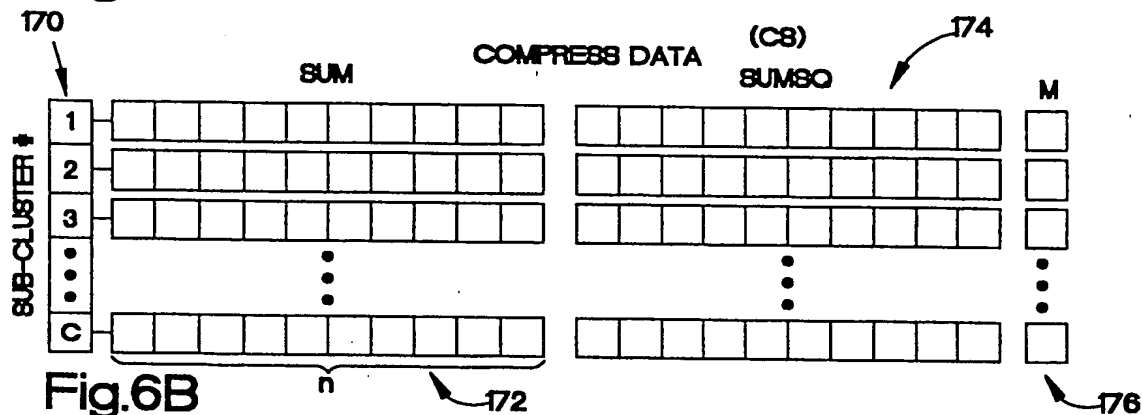 170
COMPRESS DATA
(CS)
174
SUM
SUMSQ
M
SUB-CLUSTER #
1
2
3
C
n
Fig.6B
172
176